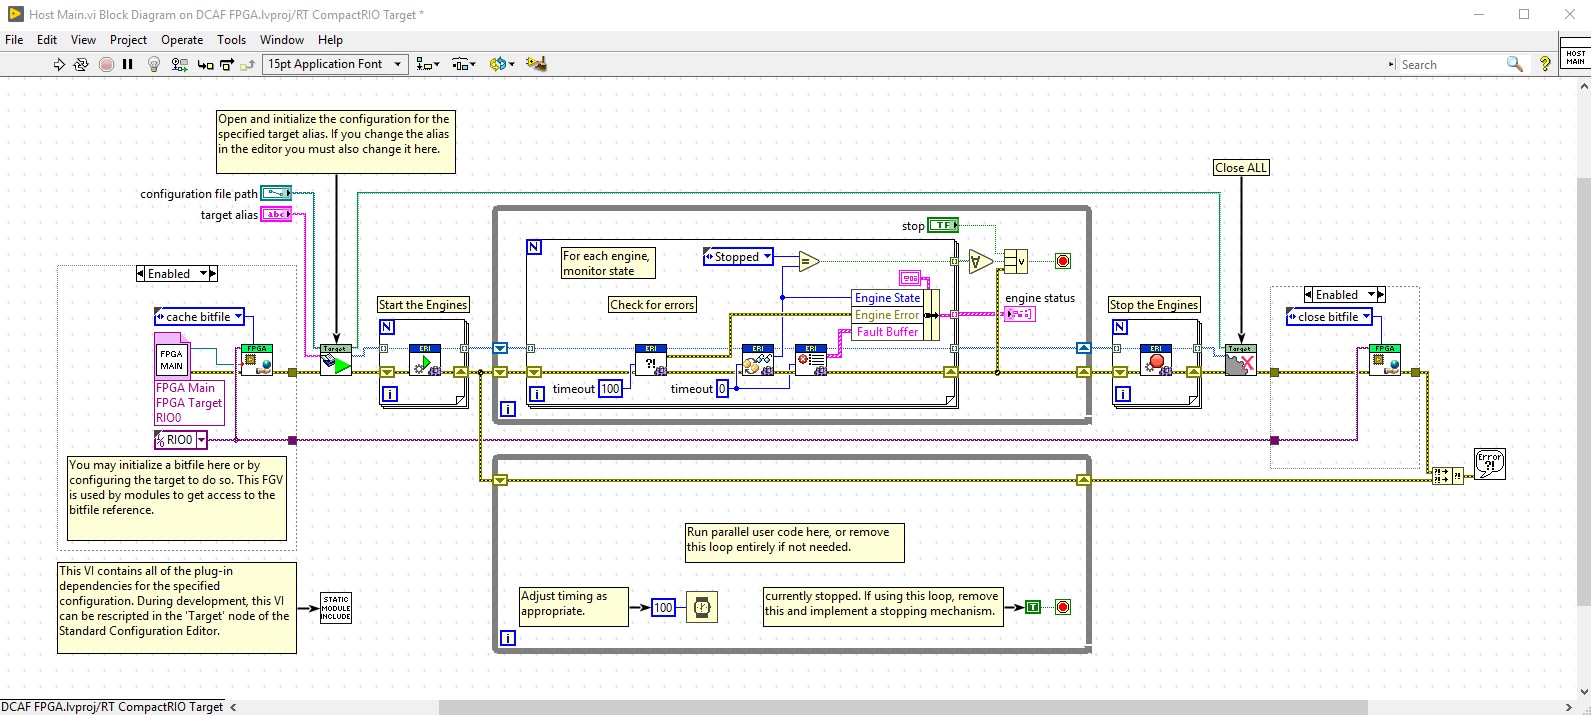 Host Main.vi Block Diagram on DCAF FPGA.lvproj/RT CompactRIO Target *
File Edit View Project Operate Tools Window Help
15pt Application Font
Search
?
HOST
MAIN
Open and initialize the configuration for the
specified target alias. If you change the alias
in the editor you must also change it here.
Close ALL
configuration file path
target alias
abc
stop
TF
N
For each engine,
monitor state
Stopped
=
V
Enabled
Check for errors
Engine State
Engine Error
Fault Buffer
engine status
Start the Engines
Stop the Engines
Enabled
cache bitfile
close bitfile
N
N
FPGA
MAIN
FPGA
Target
ERI
ERI
ERI
ERI
ERI
Target
FPGA
?!
timeout 100
timeout 0
i
i
i
i
FPGA Main
FPGA Target
RIO0
I/O RIO0
You may initialize a bitfile here or by
configuring the target to do so. This FGV
is used by modules to get access to the
bitfile reference.
Error
?!
Run parallel user code here, or remove
this loop entirely if not needed.
This VI contains all of the plug-in
dependencies for the specified
configuration. During development, this VI
can be rescripted in the 'Target' node of the
Standard Configuration Editor.
STATIC
MODULE
INCLUDE
Adjust timing as
appropriate.
100
currently stopped. If using this loop, remove
this and implement a stopping mechanism.
T
i
DCAF FPGA.lvproj/RT CompactRIO Target